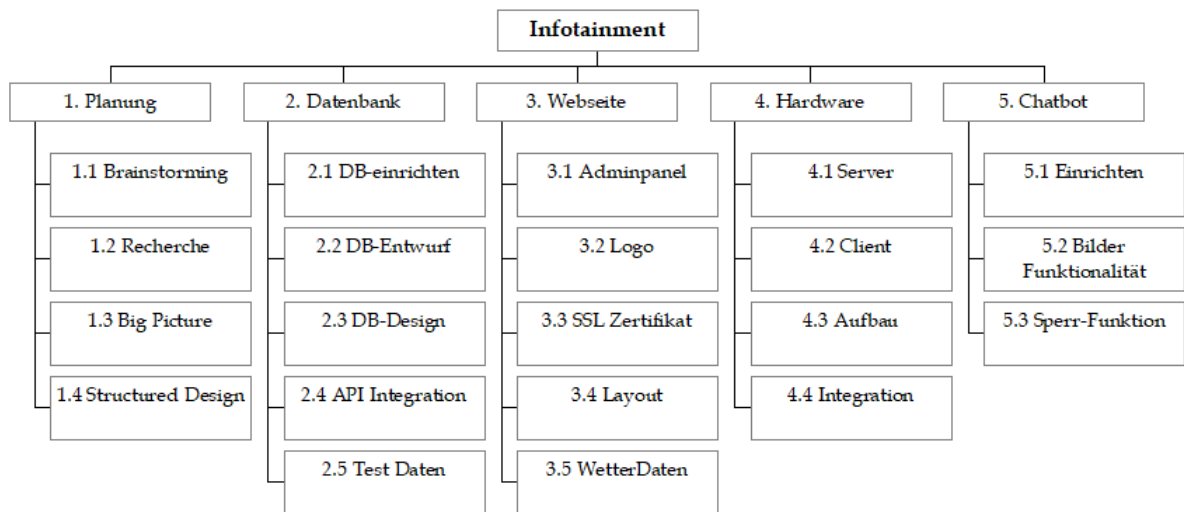 Infotainment
1. Planung
2. Datenbank
3. Webseite
4. Hardware
5. Chatbot
1.1 Brainstorming
1.2 Recherche
1.3 Big Picture
1.4 Structured Design
2.1 DB-einrichten
2.2 DB-Entwurf
2.3 DB-Design
2.4 API Integration
2.5 Test Daten
3.1 Adminpanel
3.2 Logo
3.3 SSL Zertifikat
3.4 Layout
3.5 WetterDaten
4.1 Server
4.2 Client
4.3 Aufbau
4.4 Integration
5.1 Einrichten
5.2 Bilder
Funktionalität
5.3 Sperr-Funktion